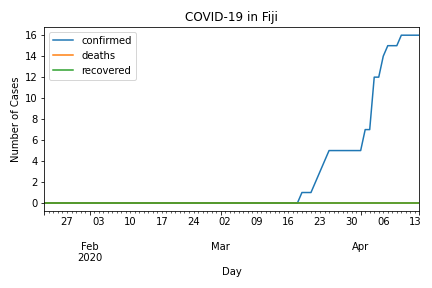 COVID-19 in Fiji
confirmed
deaths
recovered
Number of Cases
16
14
12
10
8
6
4
2
0
27 03 10 17 24 02 09 16 23 30 06 13
Feb Mar Apr
2020
Day